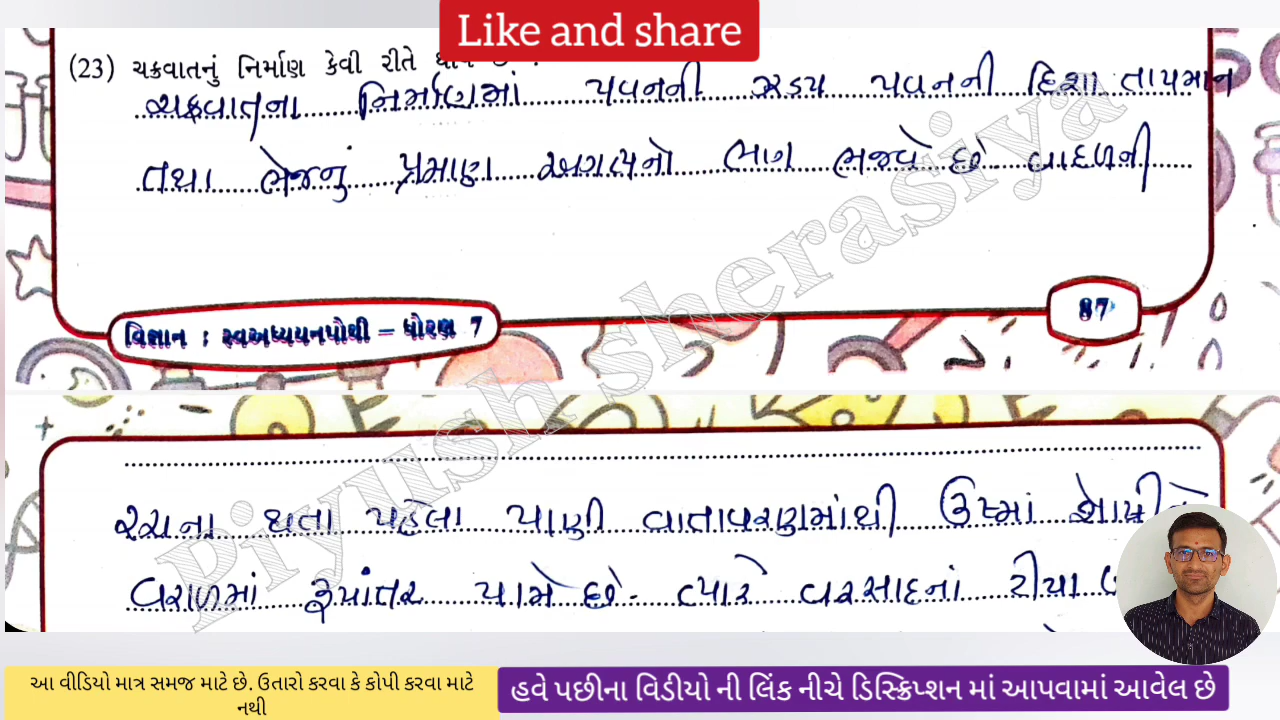 Like and share
(23) ચક્રવાતનું નિર્માણ કેવી રીતે
ચક્રવાતના નિર્માણમાં પવનની ઝડપ પવનની દિશા તાપમાન
તથા ભેજનું પ્રમાણ અગત્યનો ભાગ ભજવે છે વાદળની
વિજ્ઞાન : સ્વઅધ્યયનપોથી – ધોરણ 7
87
રચના થતા પહેલા પાણી વાતાવરણમાંથી ઉષ્માં શોષીને
વરાળમાં રૂપાંતર પામે છે. ત્યારે વરસાદનાં ટીપા
Piyush sherasiya
આ વીડિયો માત્ર સમજ માટે છે. ઉતારો કરવા કે કોપી કરવા માટે
નથી
હવે પછીના વિડીયો ની લિંક નીચે ડિસ્ક્રિપ્શન માં આપવામાં આવેલ છે